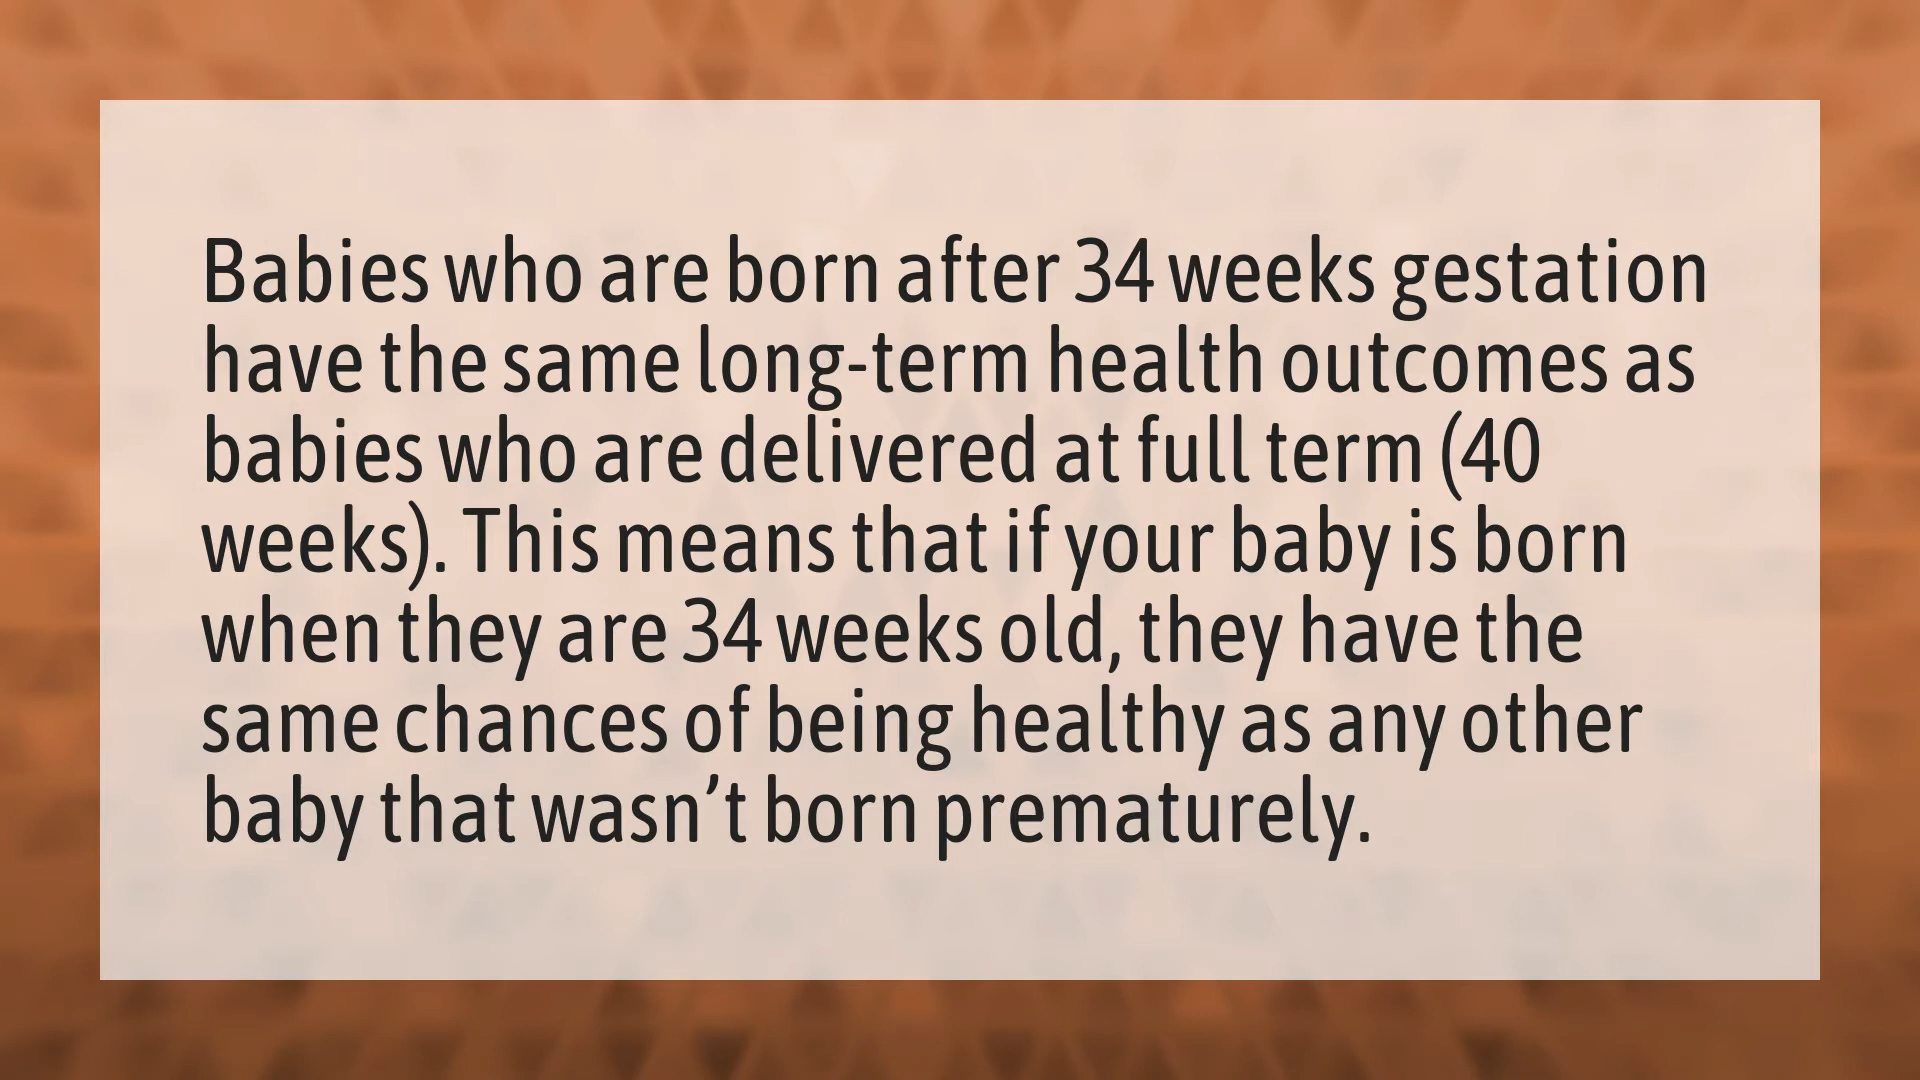 Babies who are born after 34 weeks gestation
have the same long-term health outcomes as
babies who are delivered at full term (40
weeks). This means that if your baby is born
when they are 34 weeks old, they have the
same chances of being healthy as any other
baby that wasn’t born prematurely.